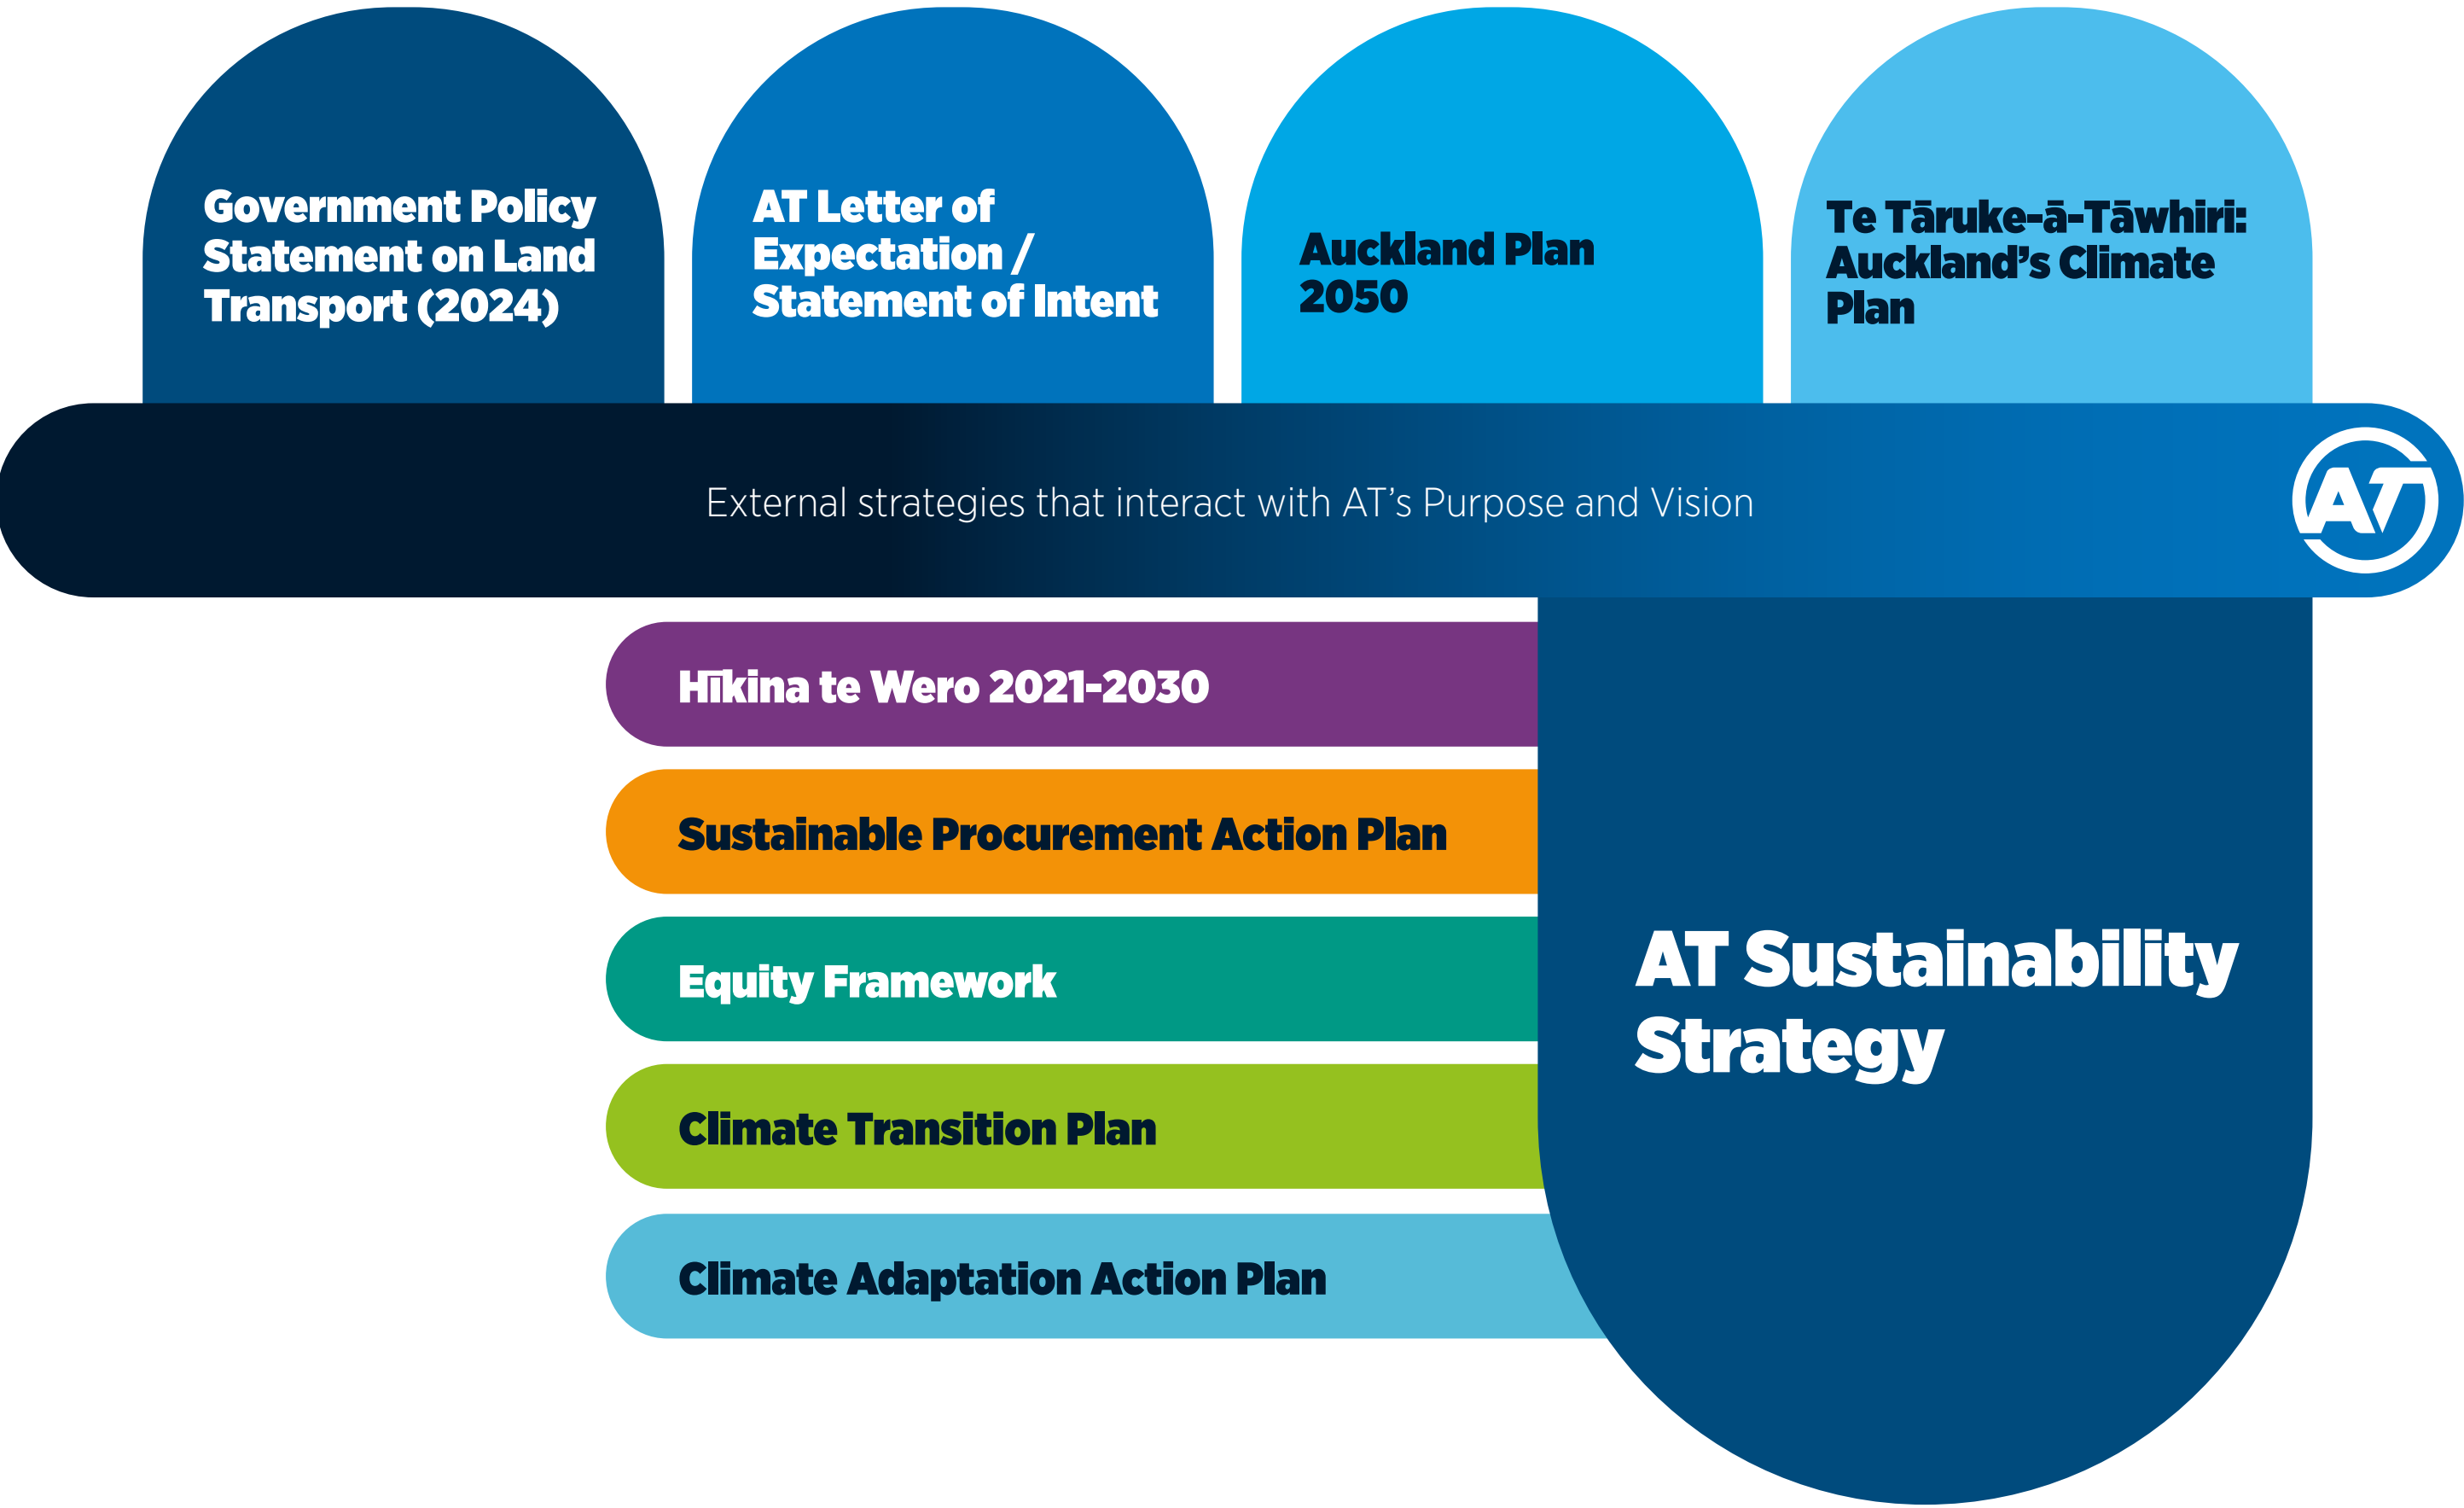 Government Policy
Statement on Land
Transport (2024)
AT Letter of
Expectation /
Statement of Intent
Auckland Plan
2050
Te Tāruke-ā-Tāwhiri:
Auckland's Climate
Plan
External strategies that interact with AT's Purpose and Vision
AT
Hikina te Wero 2021-2030
Sustainable Procurement Action Plan
Equity Framework
Climate Transition Plan
Climate Adaptation Action Plan
AT Sustainability
Strategy